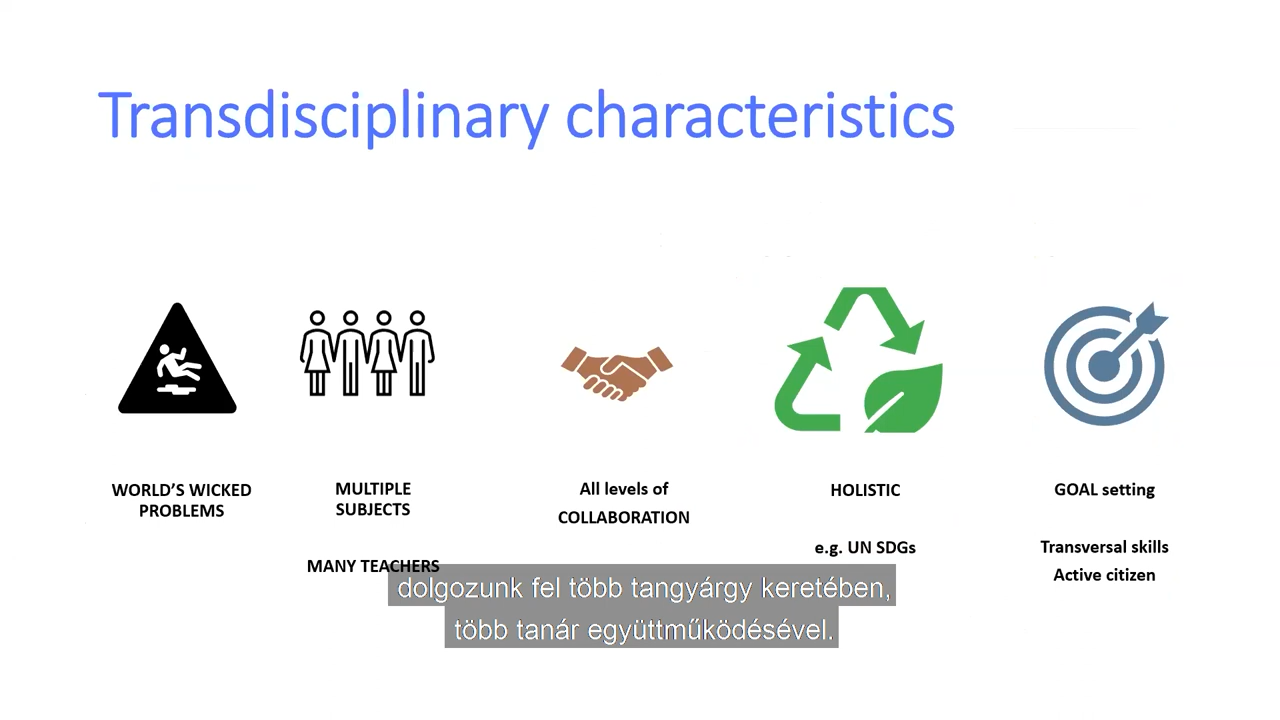 Transdisciplinary characteristics
WORLD'S WICKED
PROBLEMS
MULTIPLE
SUBJECTS
MANY TEACHERS
All levels of
COLLABORATION
HOLISTIC
e.g. UN SDGs
GOAL setting
Transversal skills
Active citizen
dolgozunk fel több tangyárgy keretében,
több tanár együttműködésével.